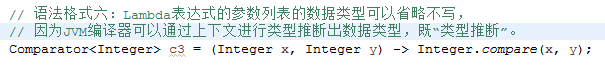 // 语法格式六：Lambda表达式的参数列表的数据类型可以省略不写，
// 因为JVM编译器可以通过上下文进行类型推断出数据类型，既“类型推断”。
Comparator<Integer> c3 = (Integer x, Integer y) -> Integer.compare(x, y);